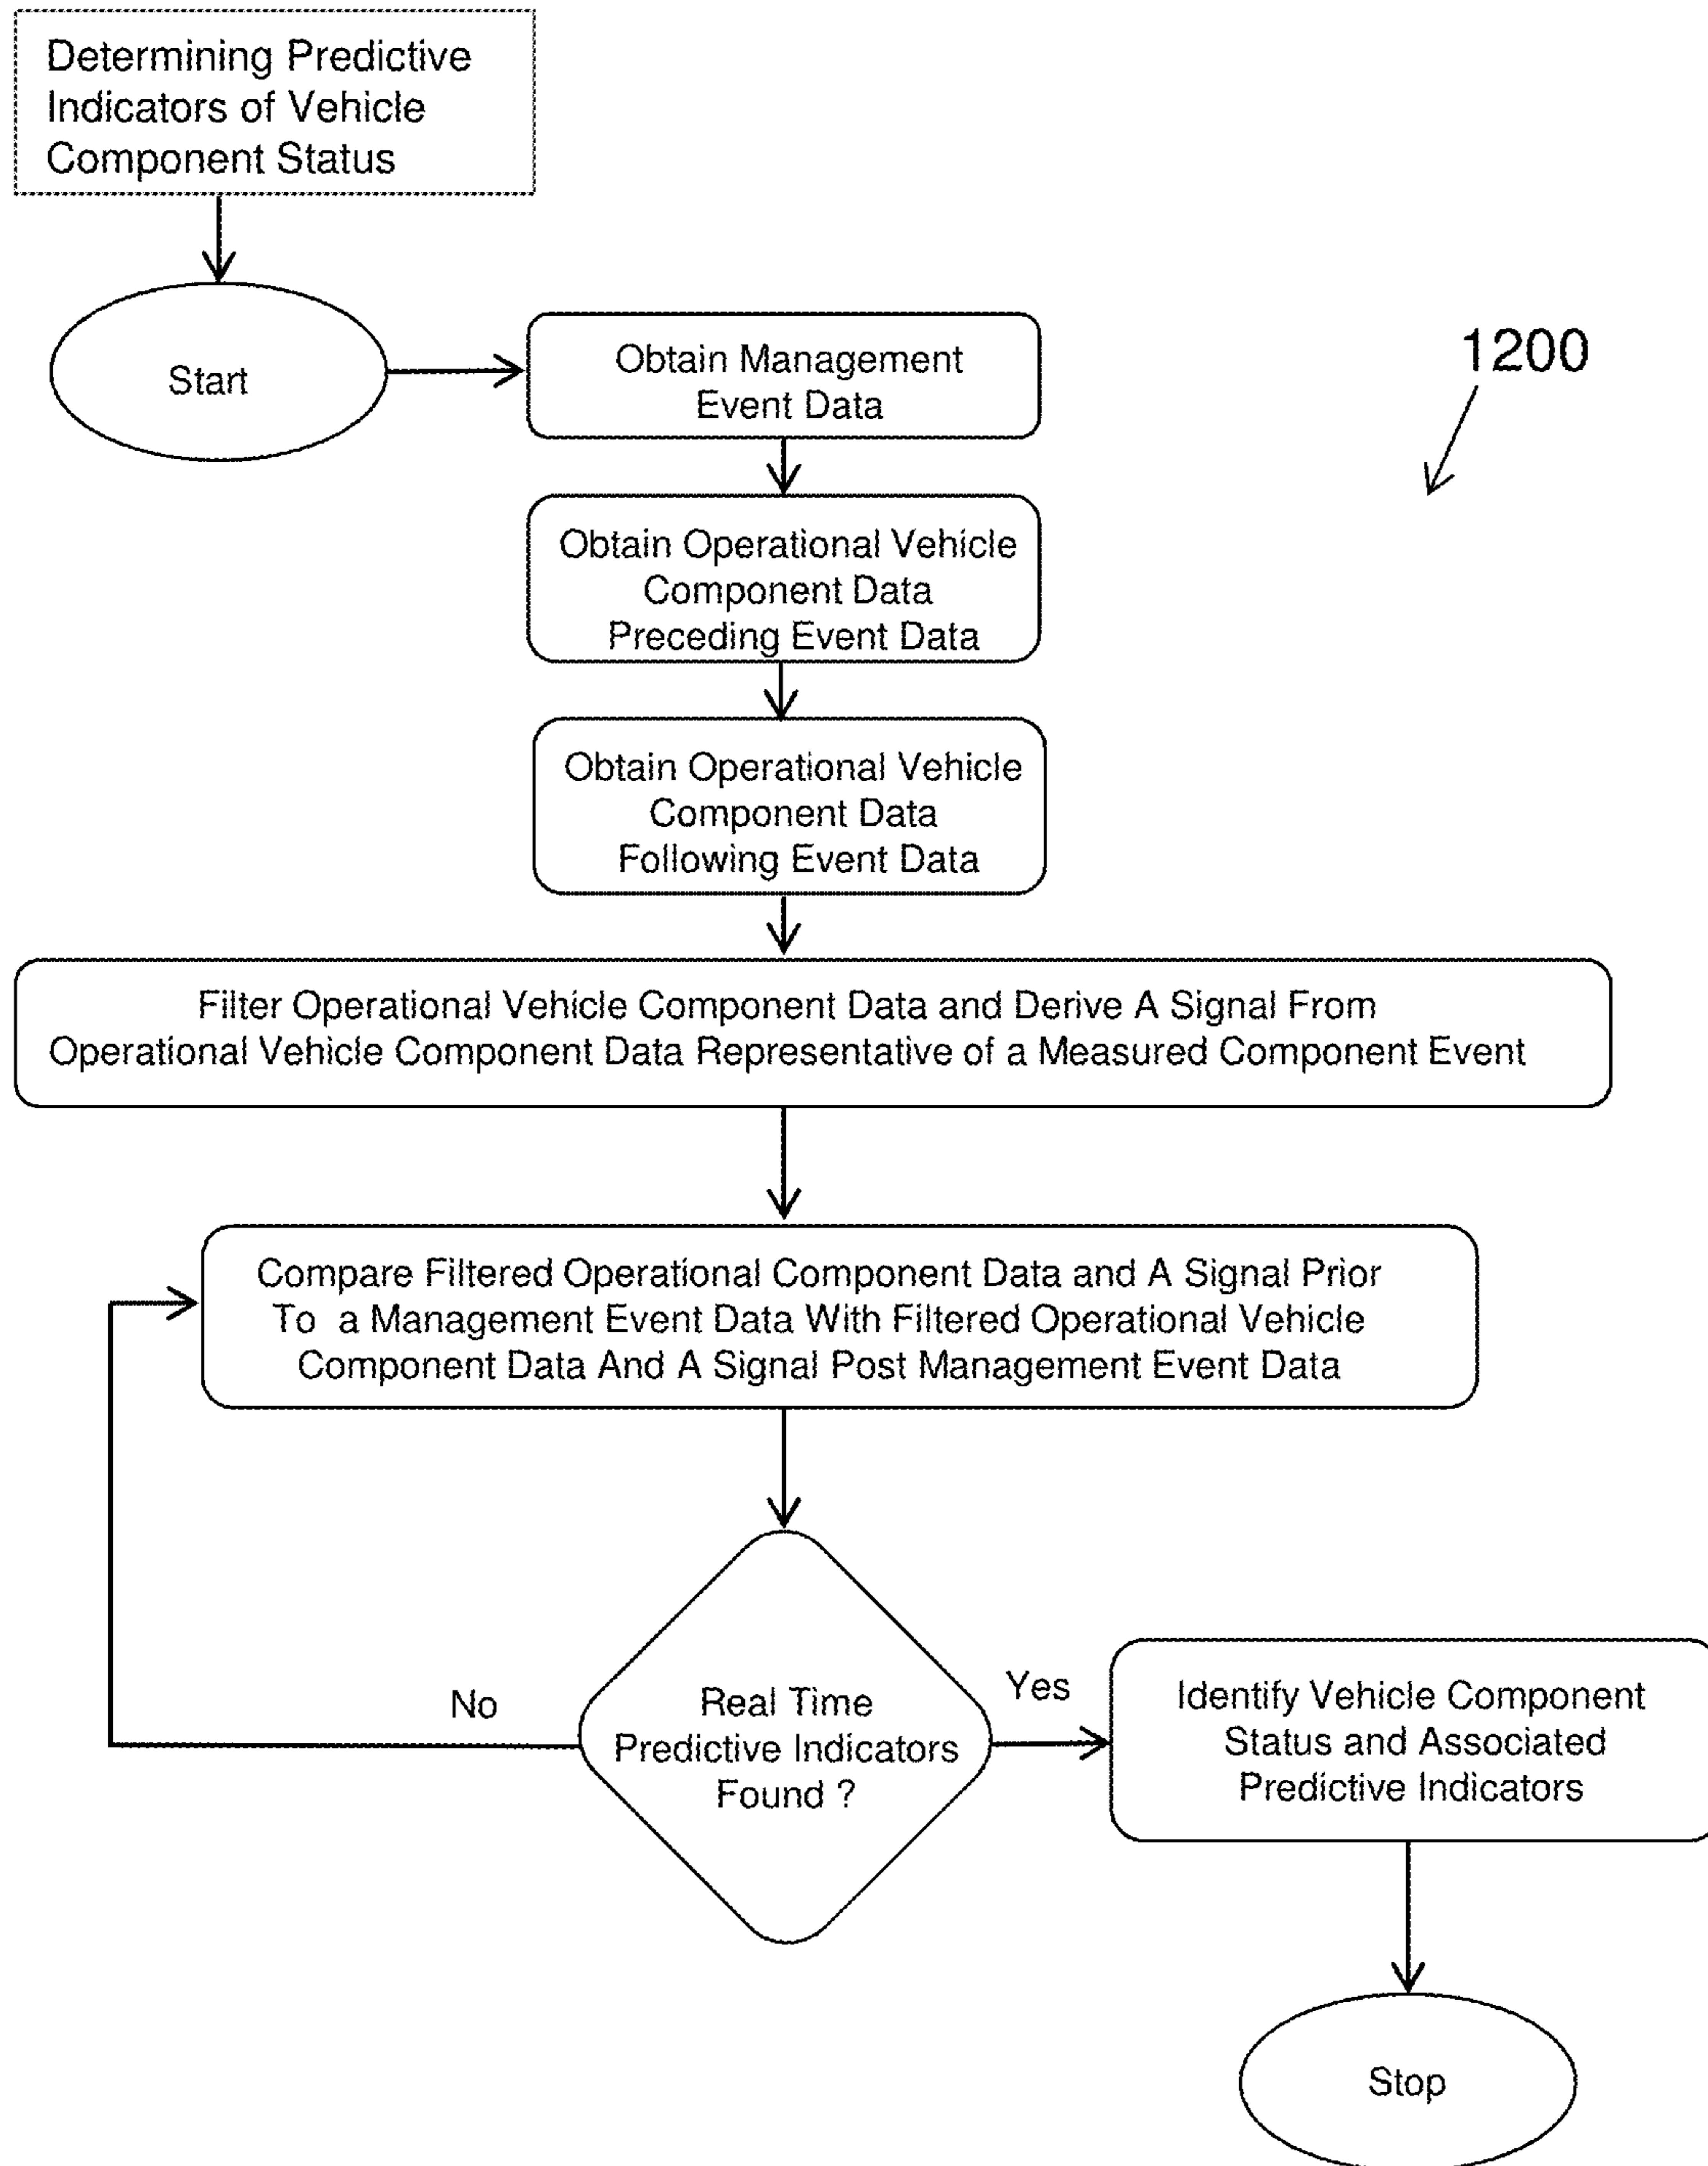 Determining Predictive
Indicators of Vehicle
Component Status
Start
Obtain Management
Event Data
1200
Obtain Operational Vehicle
Component Data
Preceding Event Data
Obtain Operational Vehicle
Component Data
Following Event Data
Filter Operational Vehicle Component Data and Derive A Signal From
Operational Vehicle Component Data Representative of a Measured Component Event
Compare Filtered Operational Component Data and A Signal Prior
To a Management Event Data With Filtered Operational Vehicle
Component Data And A Signal Post Management Event Data
No
Real Time
Predictive Indicators
Found ?
Yes
Identify Vehicle Component
Status and Associated
Predictive Indicators
Stop